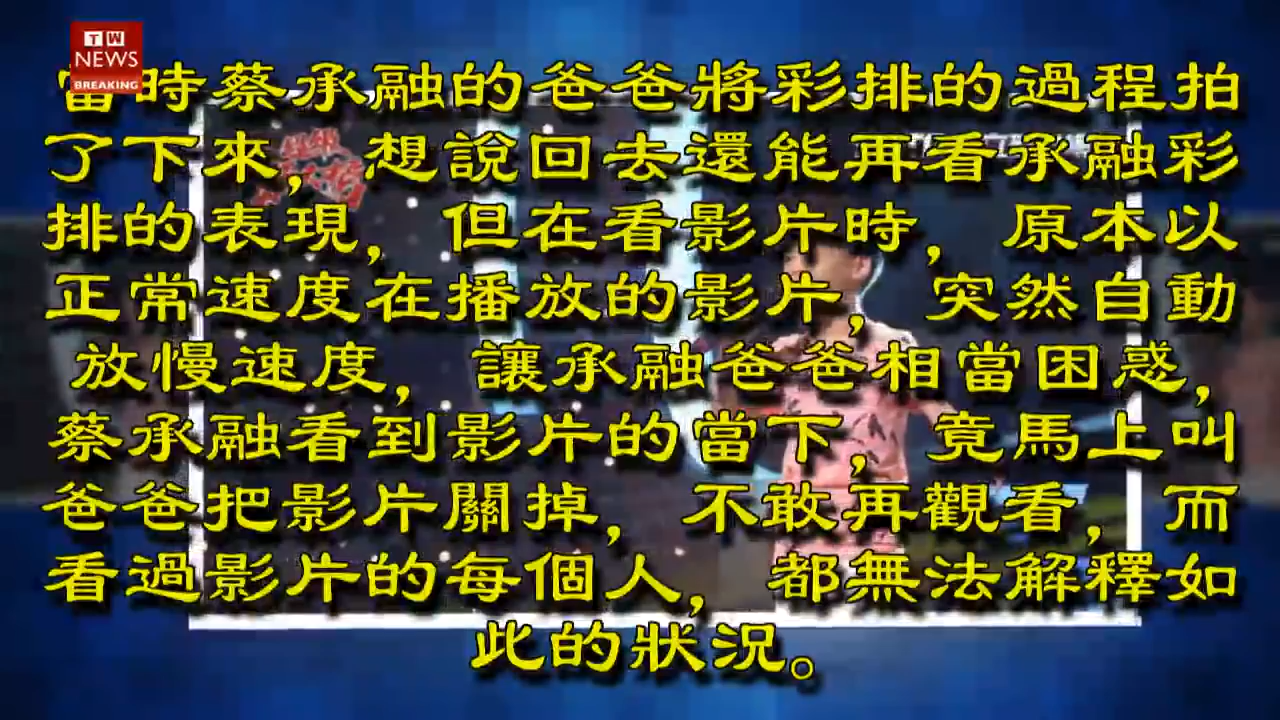 TW
NEWS
BREAKING
當時蔡承融的爸爸將彩排的過程拍
了下來，想說回去還能再看承融彩
排的表現，但在看影片時，原本以
正常速度在播放的影片，突然自動
放慢速度，讓承融爸爸相當困惑，
蔡承融看到影片的當下，竟馬上叫
爸爸把影片關掉，不敢再觀看，而
看過影片的每個人，都無法解釋如
此的狀況。